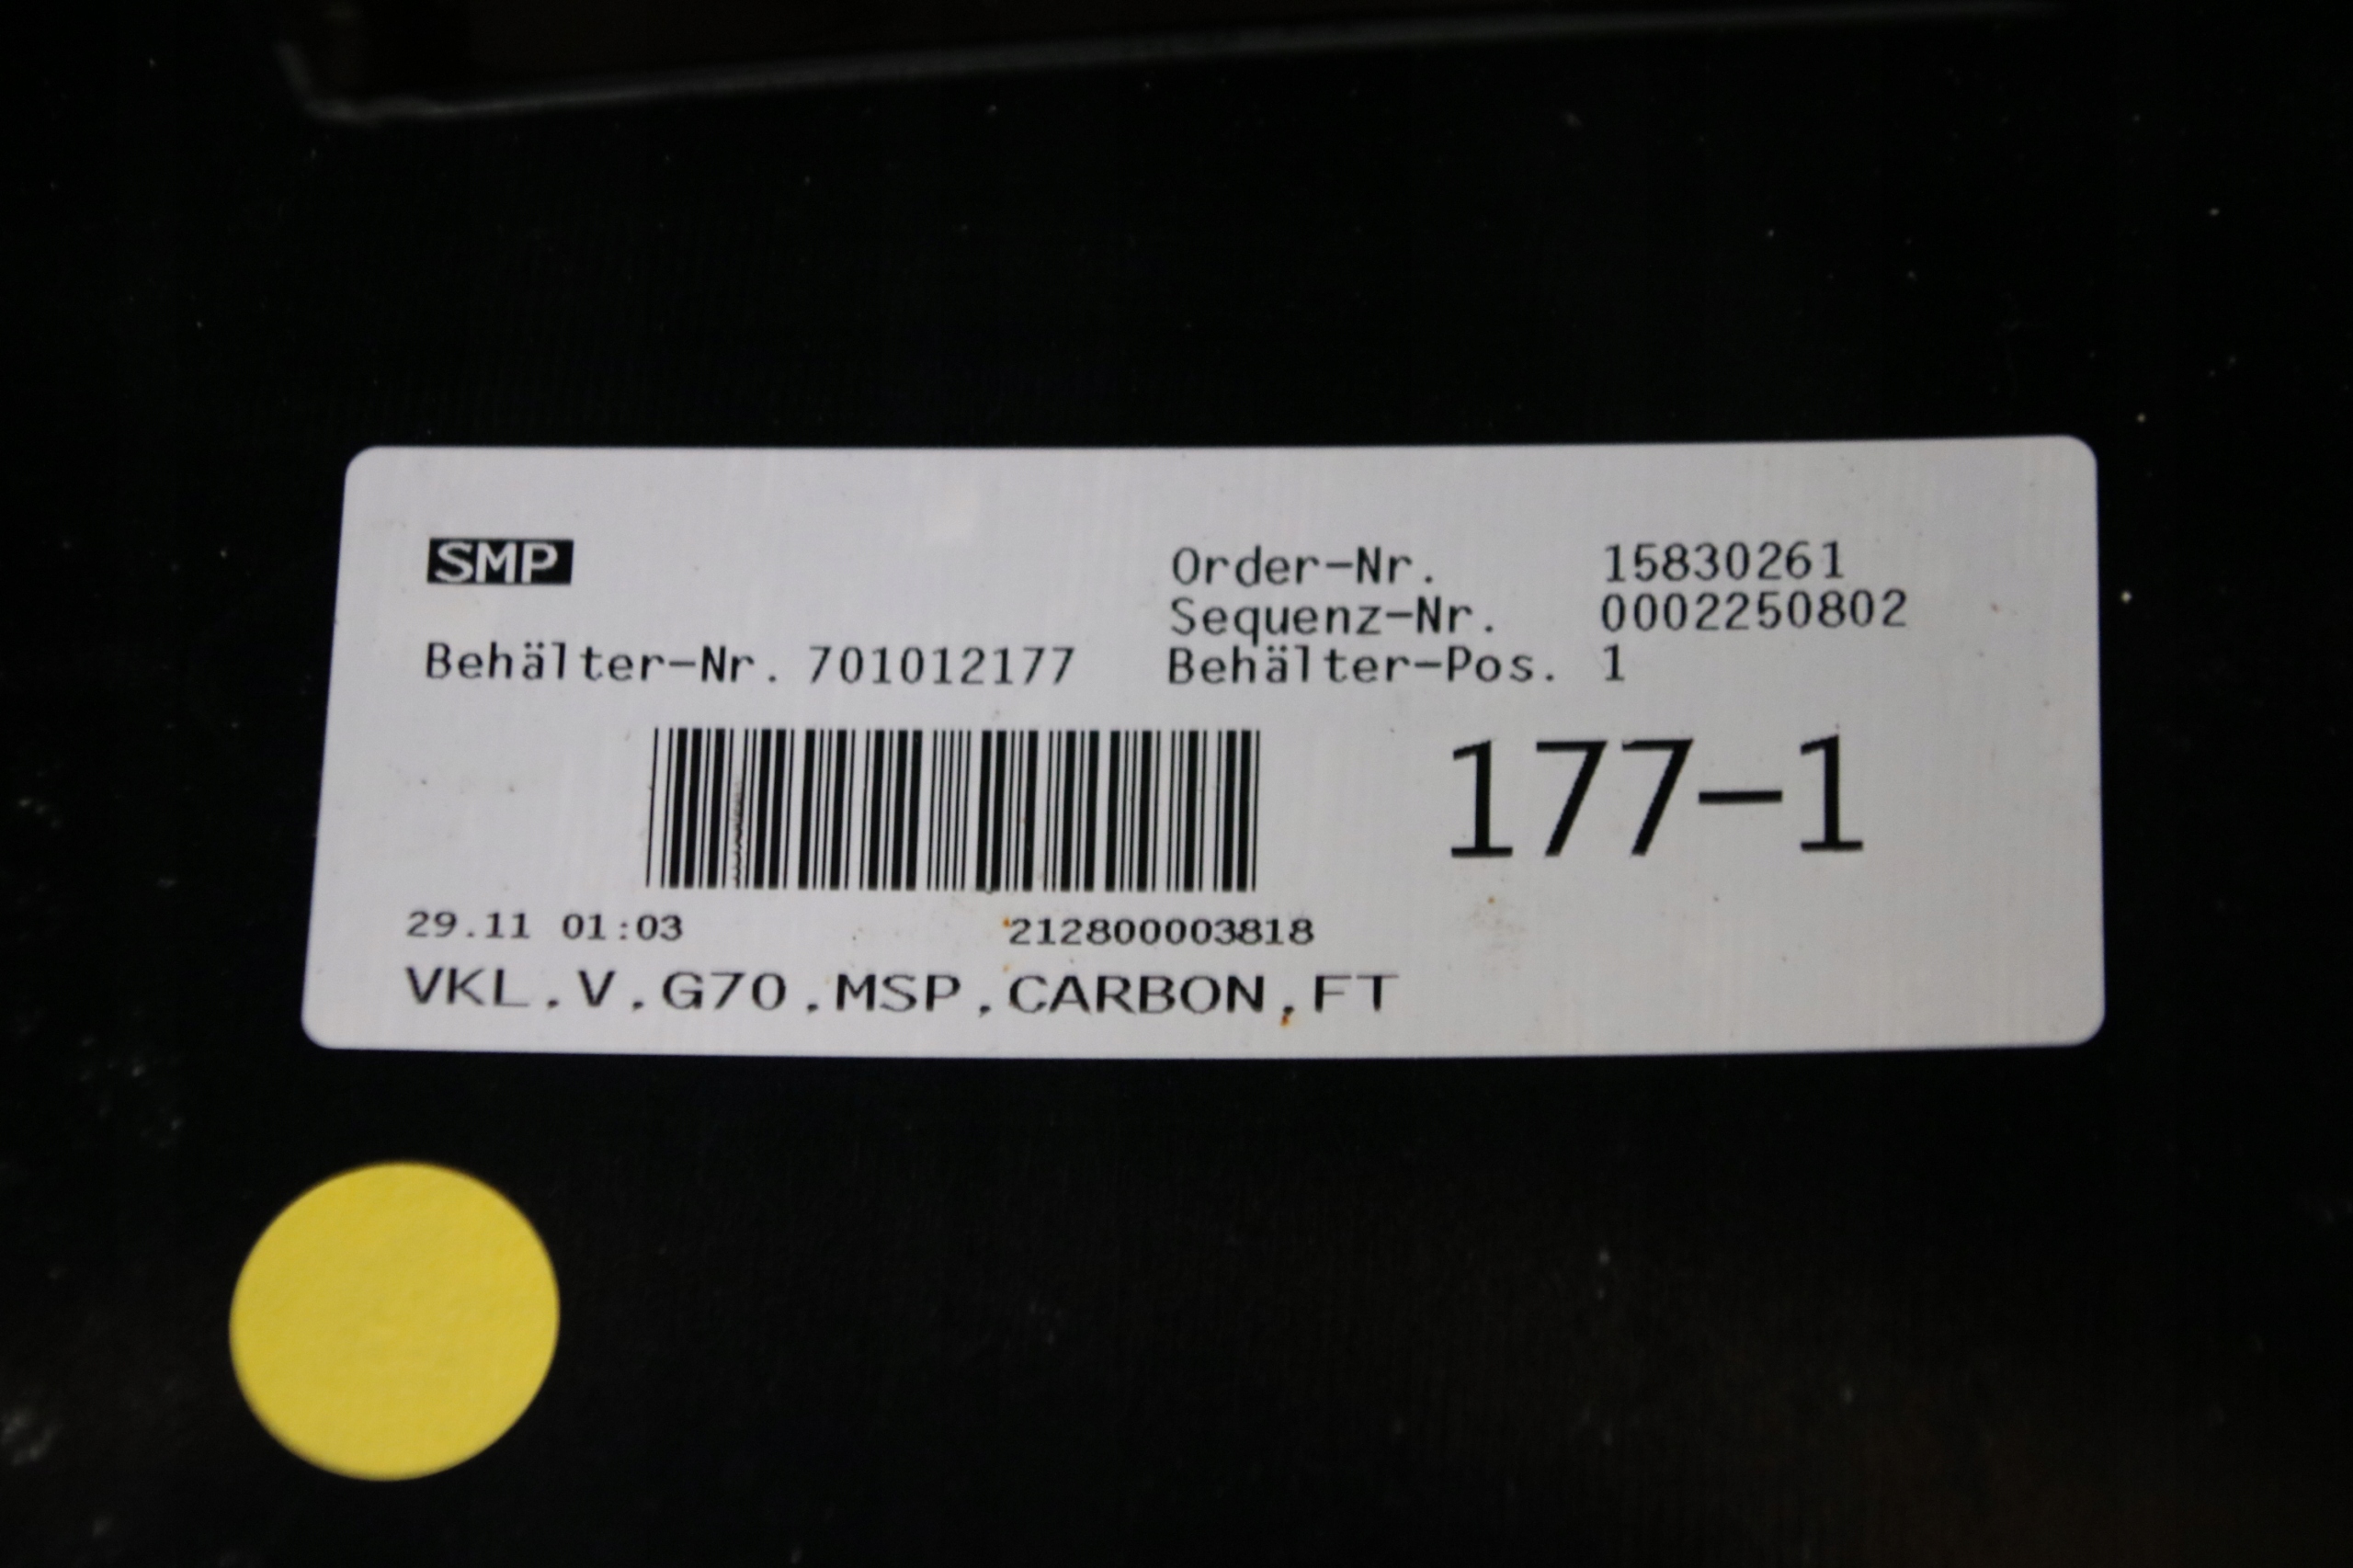 SMP
Order-Nr. 15830261
Sequenz-Nr. 0002250802
Behälter-Nr. 701012177 Behälter-Pos. 1
177-1
29.11 01:03 212800003818
VKL,V,G70,MSP,CARBON,FT